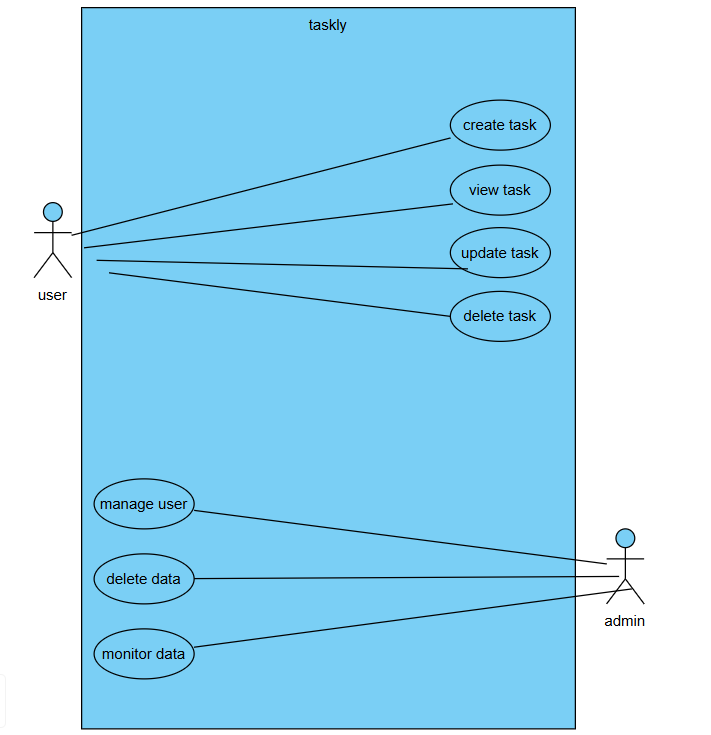 taskly
create task
view task
update task
delete task
user
manage user
delete data
monitor data
admin